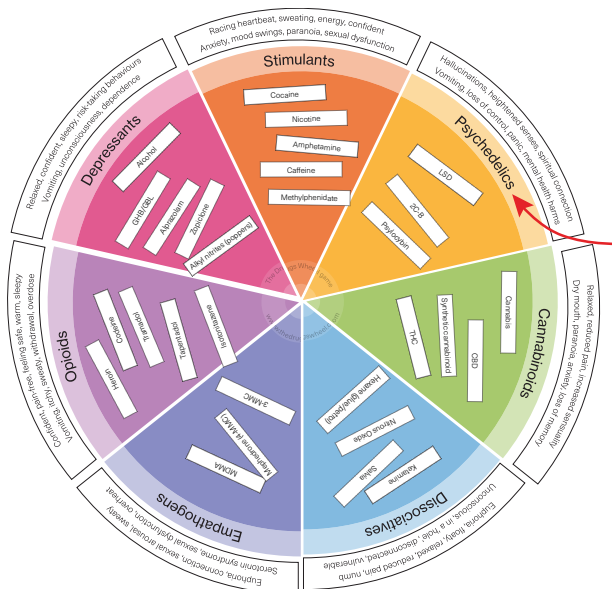 Racing heartbeat, sweating, energy, confident
Anxiety, mood swings, paranoia, sexual dysfunction
Stimulants
Cocaine
Nicotine
Amphetamine
Caffeine
Methylphenidate
Hallucinations, heightened senses, spiritual connection
Vomiting, loss of control, panic, mental health harms
Psychedelics
LSD
2C-B
Psylocybin
Relaxed, reduced pain, increased sensuality
Dry mouth, paranoia, anxiety, loss of memory
Cannabinoids
Cannabis
CBD
Synthetic cannabinoid
THC
Euphoria, floaty, relaxed, reduced pain, numb
Unconscious, in a 'hole', disconnected, vulnerable
Dissociatives
Hexane (glue/petrol)
Nitrous Oxide
Salvia
Ketamine
Euphoria, connection, sexual arousal, sweaty
Serotonin syndrome, sexual dysfunction, overheat
Empathogens
3-MMC
Mephedrone (4-MMC)
MDMA
Confident, pain-free, feeling safe, warm, sleepy
Vomiting, itchy, sweaty, withdrawal, overdose
Opioids
Heroin
Codeine
Tramadol
Tapentadol
Isotonitazene
Relaxed, confident, sleepy, risk-taking behaviours
Vomiting, unconsciousness, dependence
Depressants
Alcohol
GHB/GBL
Alprazolam
Zopiclone
Alkyl nitrites (poppers)
The Drugs Wheel game